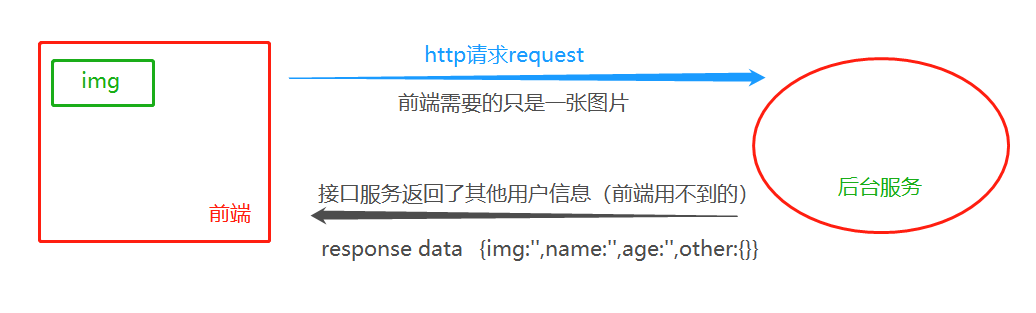 http请求request
img
前端需要的只是一张图片
接口服务返回了其他用户信息（前端用不到的）
后台服务
前端
response data {img:'',name:'',age:'',other:{}}